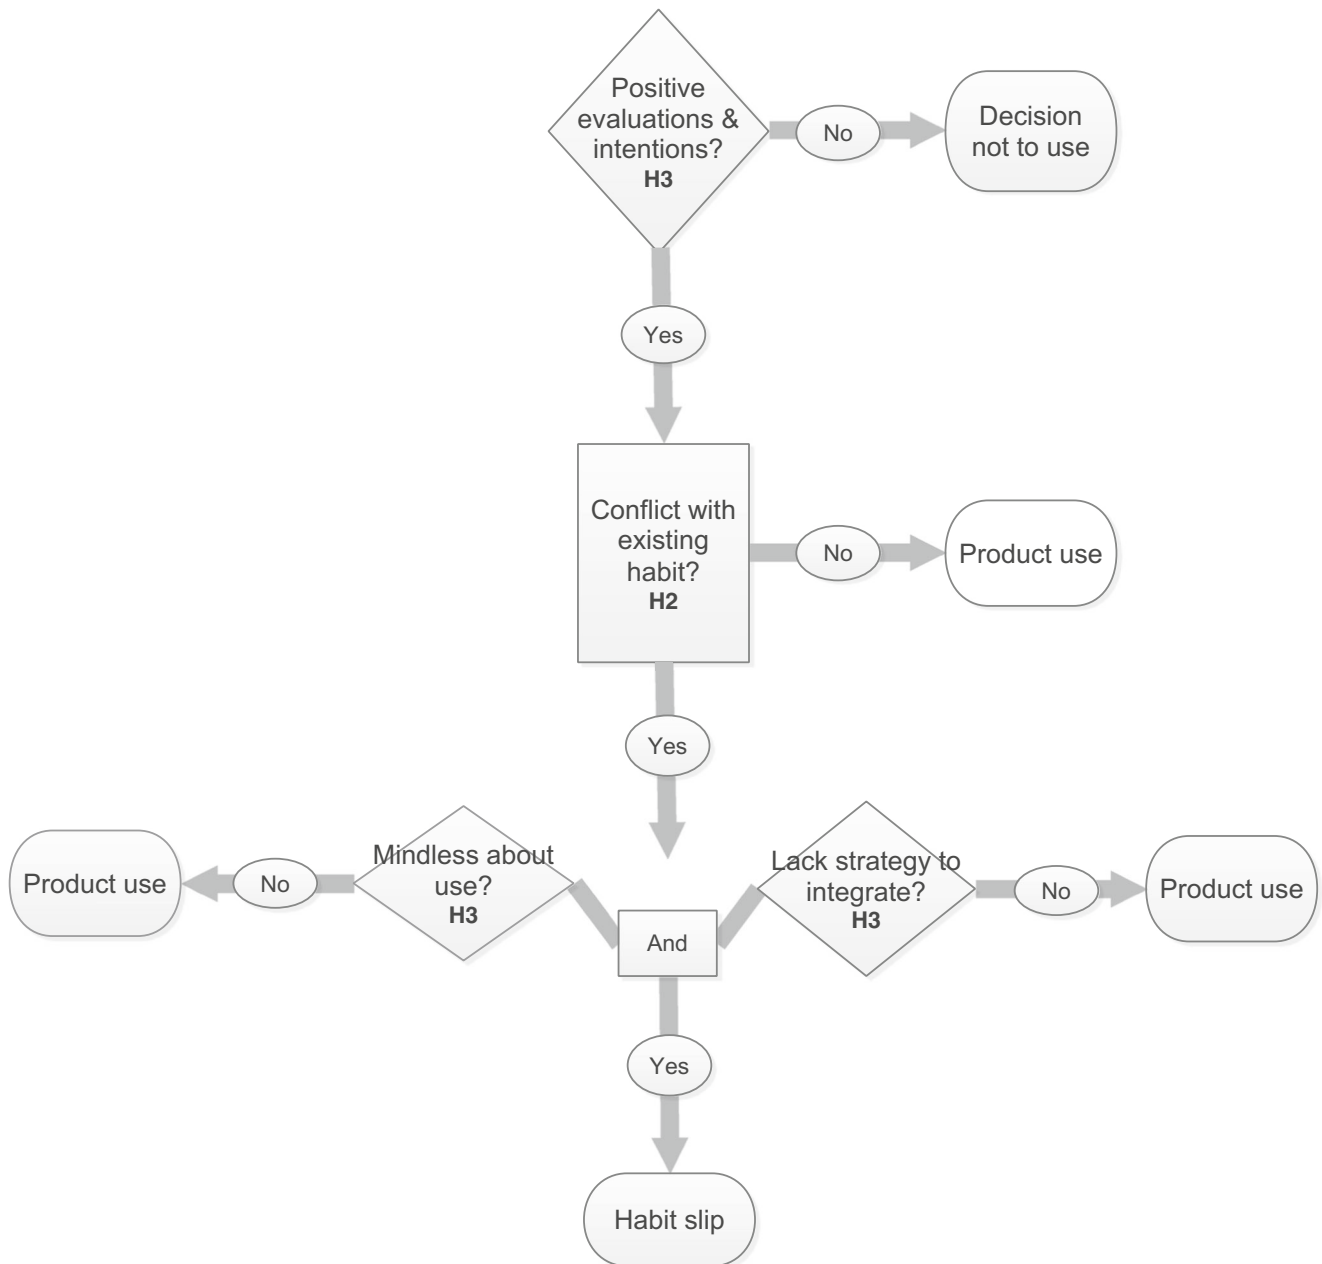 Positive
evaluations &
intentions?
H3
No
Decision
not to use
Yes
Conflict with
existing
habit?
H2
No
Product use
Yes
Product use
No
Mindless about
use?
H3
And
Lack strategy to
integrate?
H3
No
Product use
Yes
Habit slip